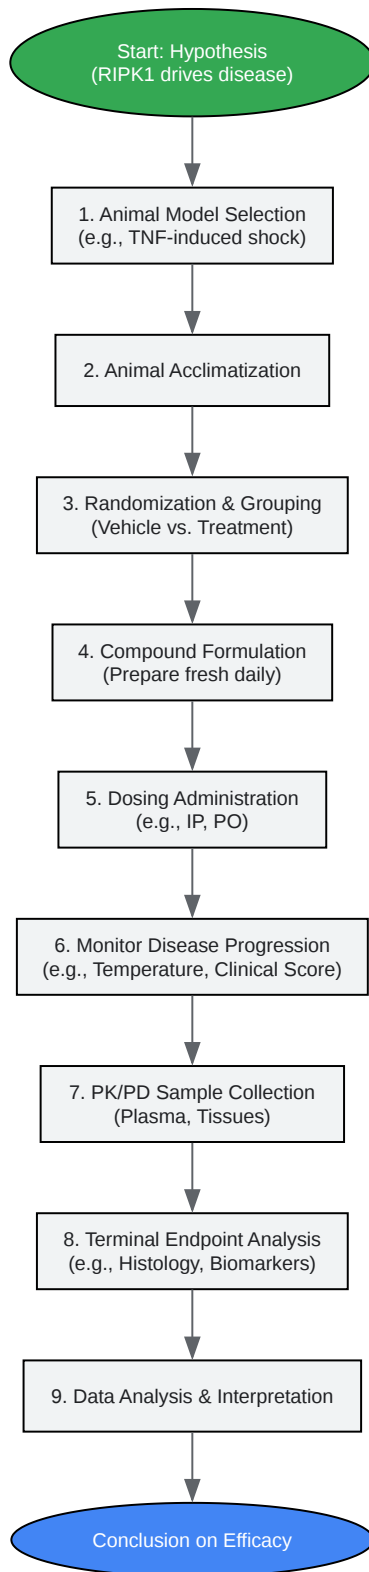 Start: Hypothesis
(RIPK1 drives disease)
1. Animal Model Selection
(e.g., TNF-induced shock)
2. Animal Acclimatization
3. Randomization & Grouping
(Vehicle vs. Treatment)
4. Compound Formulation
(Prepare fresh daily)
5. Dosing Administration
(e.g., IP, PO)
6. Monitor Disease Progression
(e.g., Temperature, Clinical Score)
7. PK/PD Sample Collection
(Plasma, Tissues)
8. Terminal Endpoint Analysis
(e.g., Histology, Biomarkers)
9. Data Analysis & Interpretation
Conclusion on Efficacy